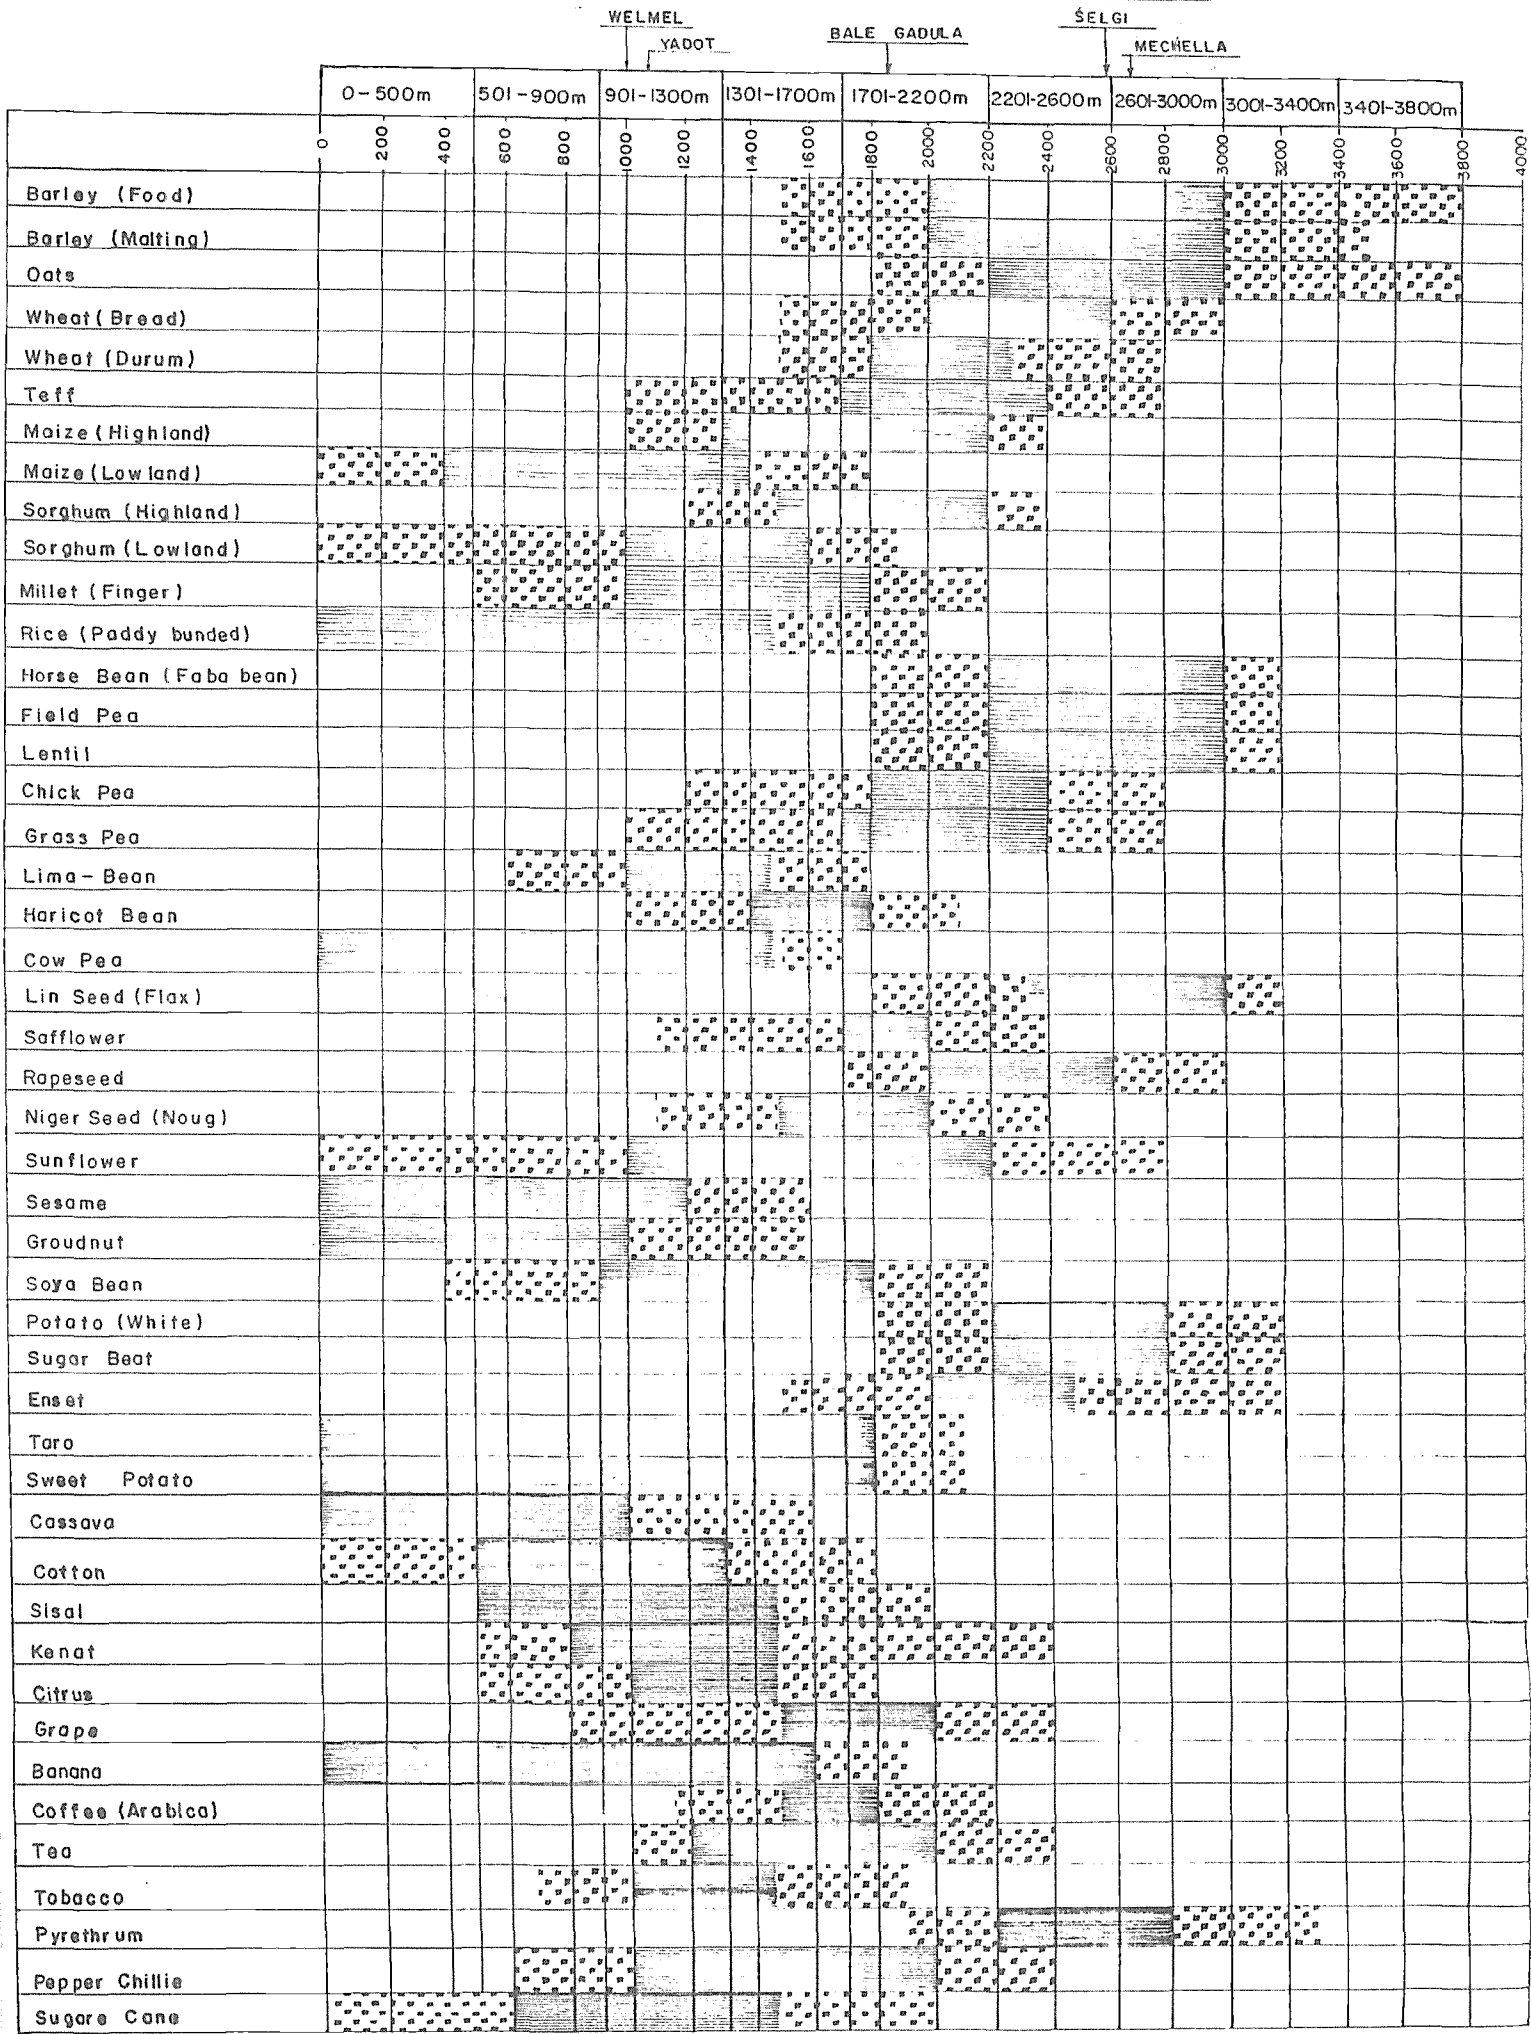 WELMEL
YADOT
BALE GADULA
ŚELGI
MECHELLA
0-500m 501-900m 901-1300m 1301-1700m 1701-2200m 2201-2600m 2601-3000m 3001-3400m 3401-3800m
0 200 400 600 800 1000 1200 1400 1600 1800 2000 2200 2400 2600 2800 3000 3200 3400 3600 3800 4000
Barley (Food)
Barley (Malting)
Oats
Wheat (Bread)
Wheat (Durum)
Teff
Maize (Highland)
Maize (Lowland)
Sorghum (Highland)
Sorghum (Lowland)
Millet (Finger)
Rice (Paddy bunded)
Horse Bean (Faba bean)
Field Pea
Lentil
Chick Pea
Grass Pea
Lima-Bean
Haricot Bean
Cow Pea
Lin Seed (Flax)
Safflower
Rapeseed
Niger Seed (Noug)
Sunflower
Sesame
Groudnut
Soya Bean
Potato (White)
Sugar Beat
Enset
Taro
Sweet Potato
Cassava
Cotton
Sisal
Kenat
Citrus
Grape
Banana
Coffee (Arabica)
Tea
Tobacco
Pyrethrum
Pepper Chillie
Sugare Cane